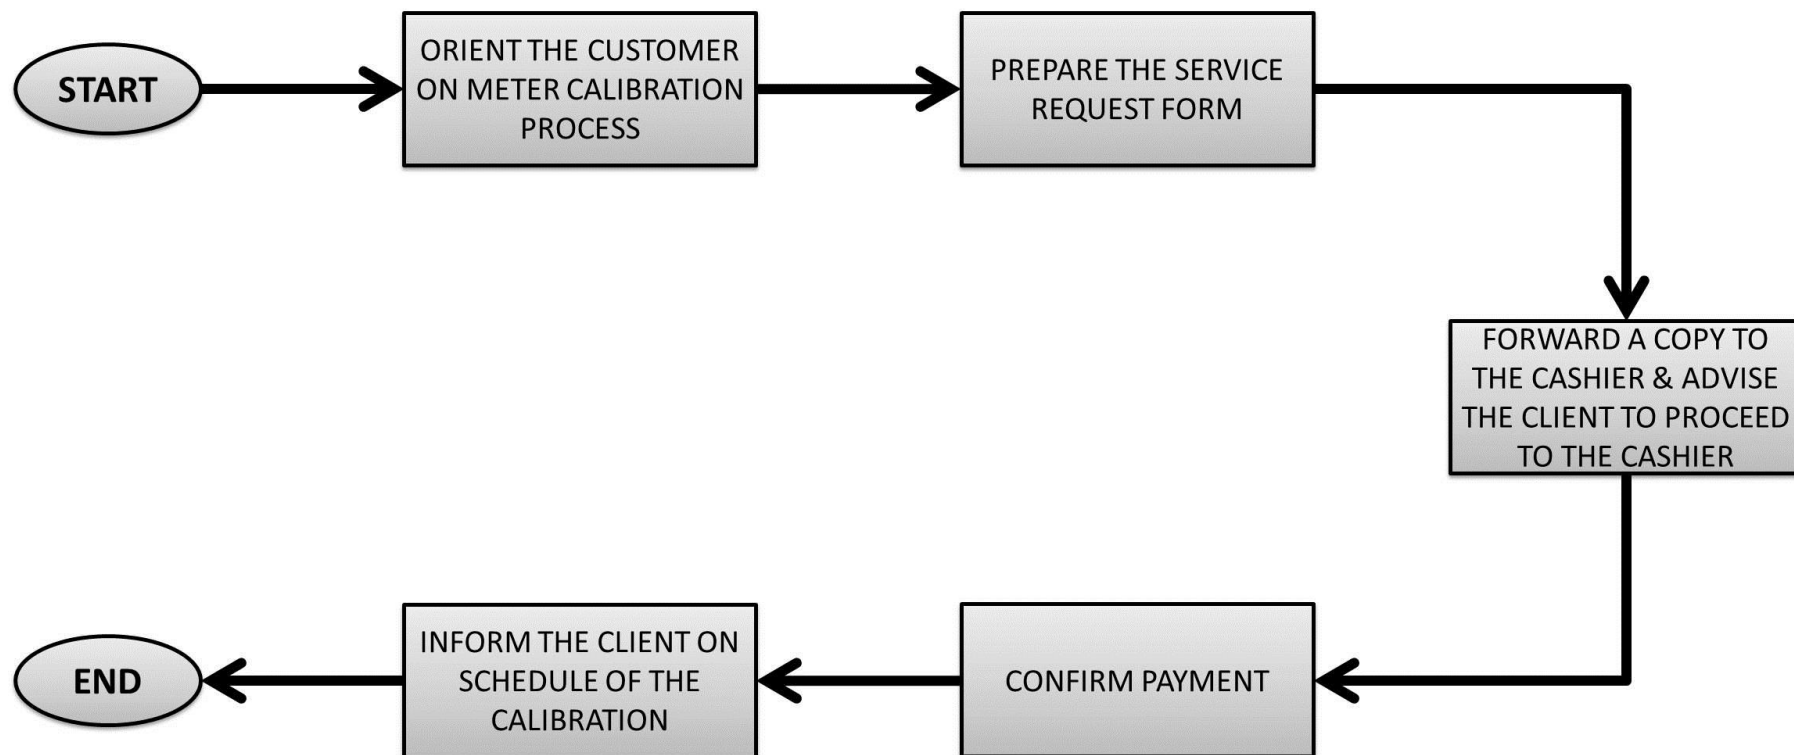 START
ORIENT THE CUSTOMER
ON METER CALIBRATION
PROCESS
PREPARE THE SERVICE
REQUEST FORM
FORWARD A COPY TO
THE CASHIER & ADVISE
THE CLIENT TO PROCEED
TO THE CASHIER
CONFIRM PAYMENT
INFORM THE CLIENT ON
SCHEDULE OF THE
CALIBRATION
END